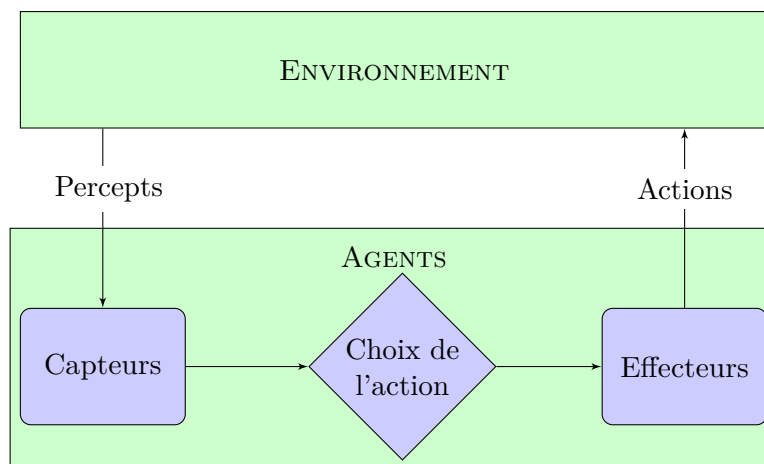 ENVIRONNEMENT
Percepts
Actions
AGENTS
Capteurs
Choix de
l'action
Effecteurs